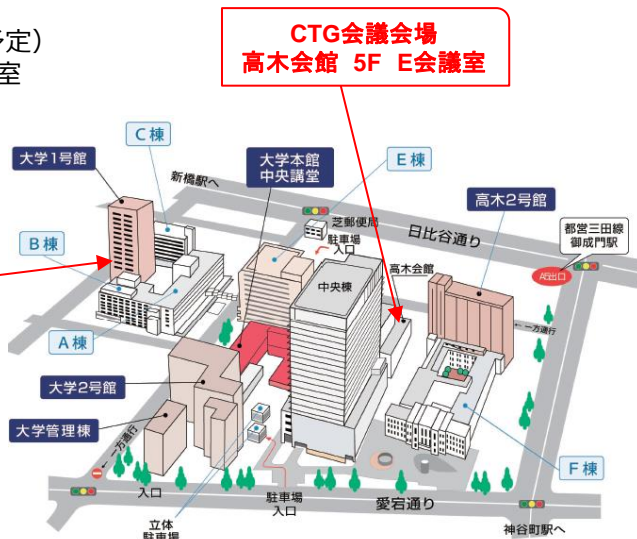 予定）
室
CTG会議会場
高木会館 5F E会議室
C棟
大学1号館
大学本館
中央講堂
E棟
新橋駅へ
芝郵便局
日比谷通り
高木2号館
都営三田線
御成門駅
駐車場
入口
B棟
高木会館
A5出口
中央棟
一方通行
A棟
大学2号館
大学管理棟
一方通行
F棟
入口
駐車場
入口
愛宕通り
立体
駐車場
神谷町駅へ